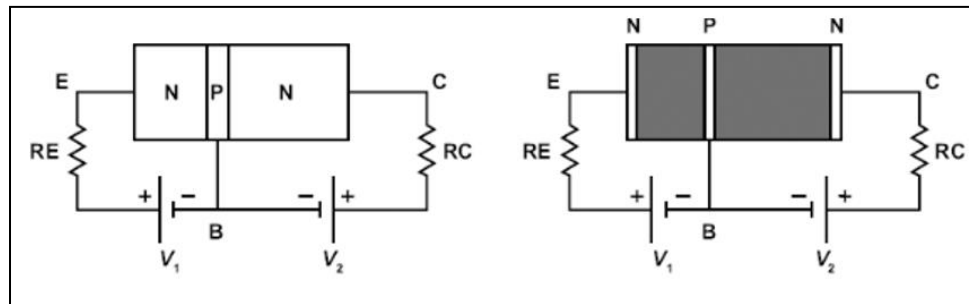 N P N
E N P N C E C
RE RC RE RC
+ − − + + − − +
B B
V₁ V₂ V₁ V₂